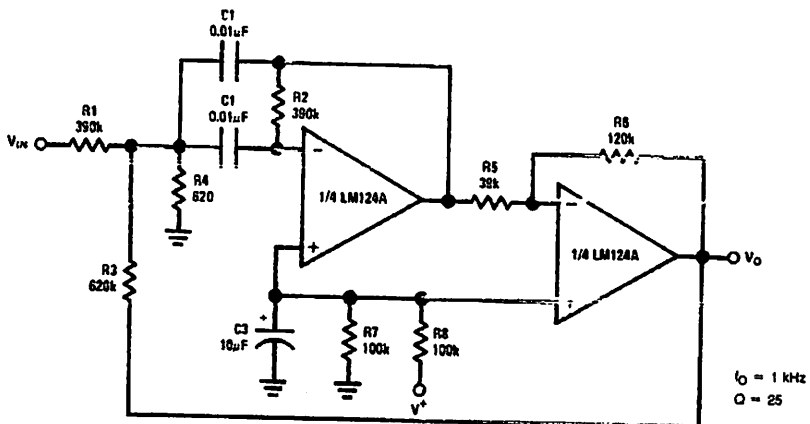 C1
0.01µF
C1
0.01µF
R2
390k
R1
390k
VIN
R4
620
R3
620k
1/4 LM124A
R5
39k
R6
120k
1/4 LM124A
VO
C3
10µF
R7
100k
R8
100k
V+
fO = 1 kHz
Q = 25